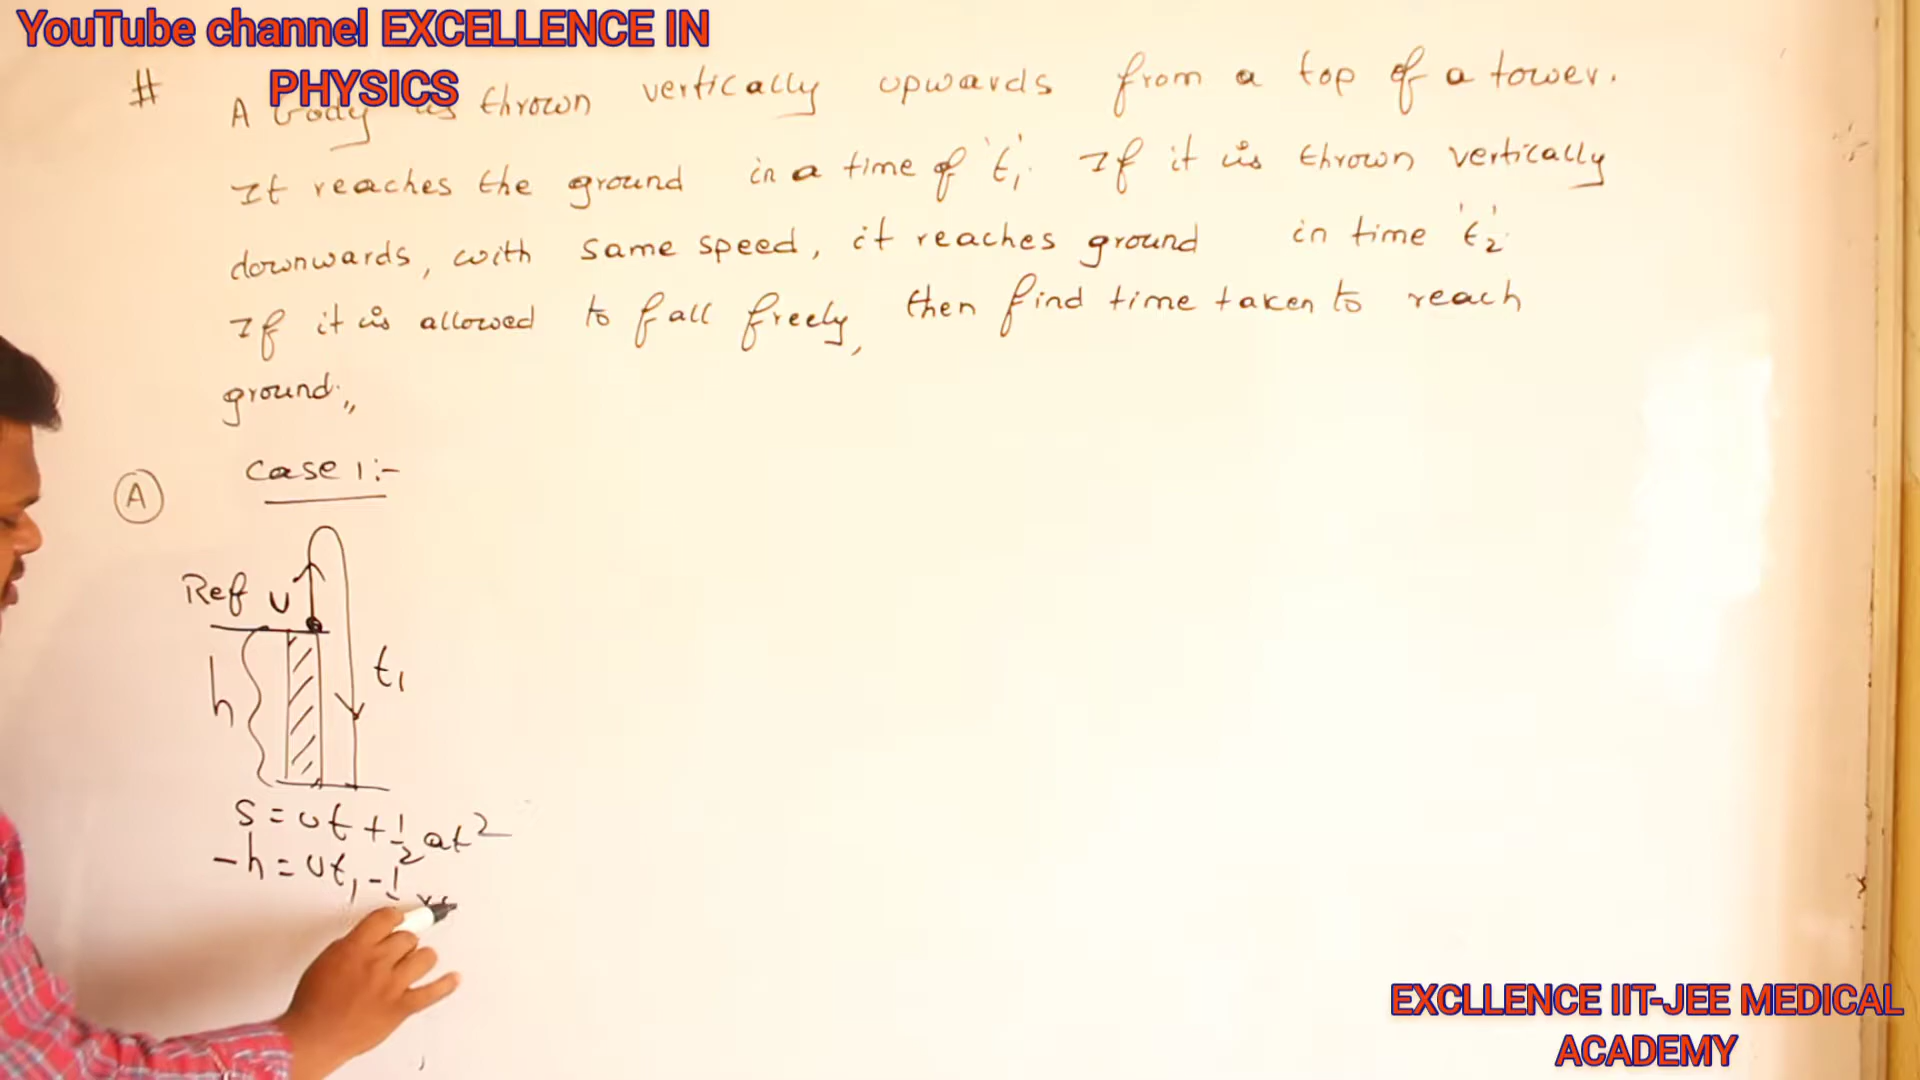 YouTube channel EXCELLENCE IN
PHYSICS
# A body is thrown vertically upwards from a top of a tower.
It reaches the ground in a time of 't₁'. If it is thrown vertically
downwards, with same speed, it reaches ground in time 't₂'
If it is allowed to fall freely, then find time taken to reach
ground.,,
A Case 1:-
Ref u
h
t₁
s = ut + 1/2 at²
-h = ut₁ - 1
EXCLLENCE IIT-JEE MEDICAL
ACADEMY